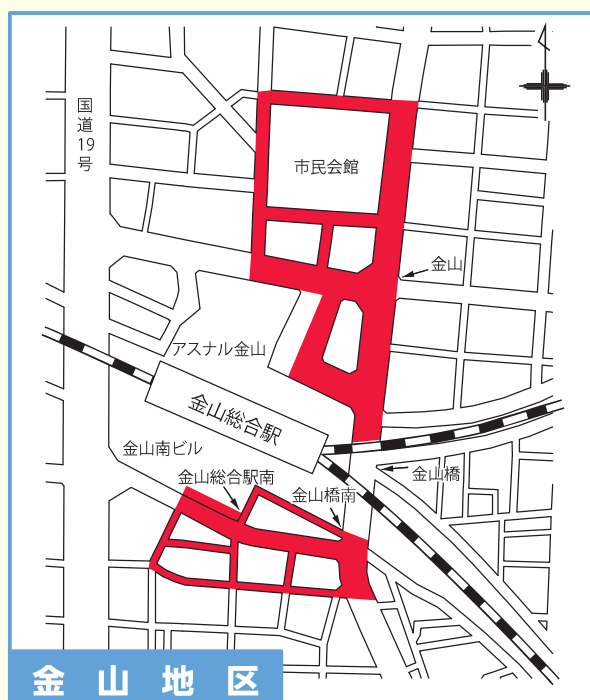 国道19号
市民会館
金山
アスナル金山
金山総合駅
金山南ビル
金山総合駅南
金山橋
金山橋南
金山地区